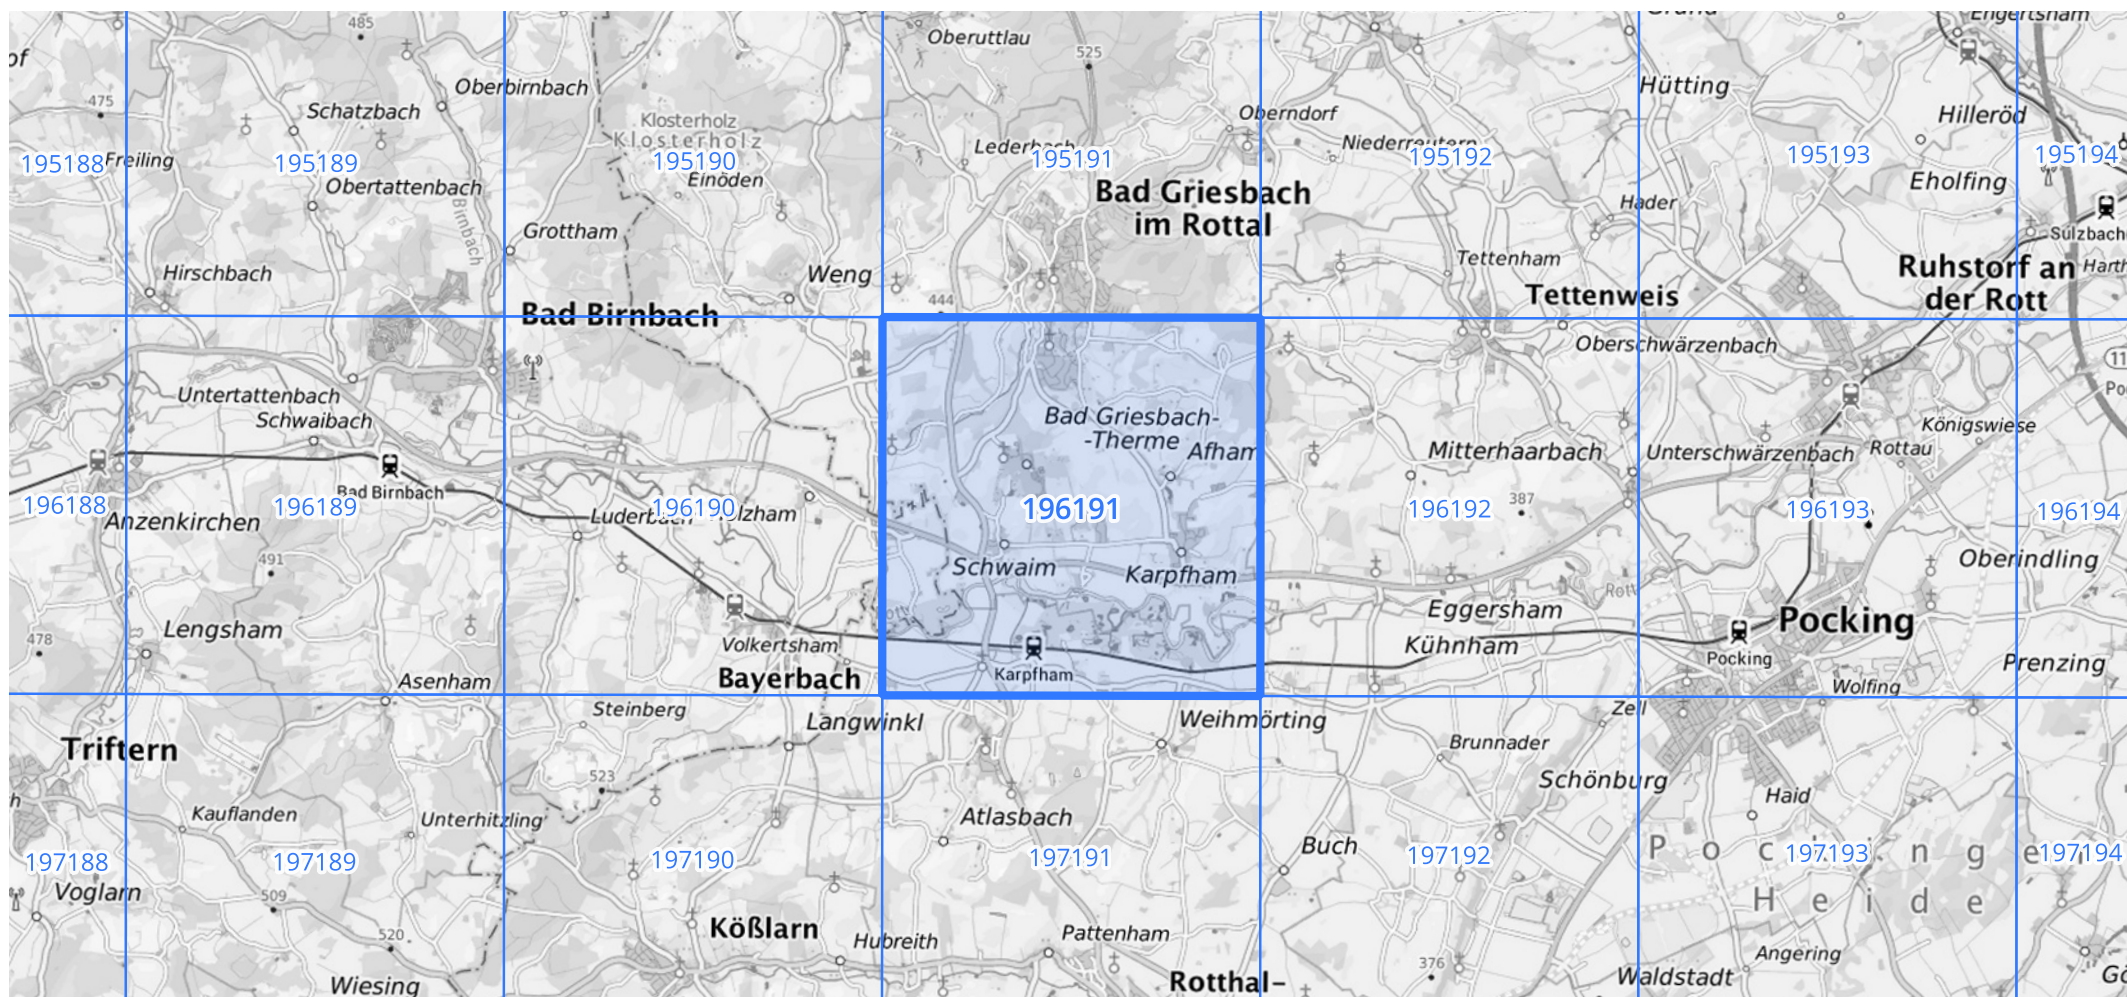 485
Oberuttlau
525
Engertsham
Oberbirnbach
Hütting
475
Schatzbach
Klosterholz
Klosterholz
Oberndorf
Hilleröd
195188
Freiling
195189
195190
Lederbach
195191
Niederreutern
195192
195193
195194
Obertattenbach
Einöden
Bad Griesbach
im Rottal
Eholfing
Birnbach
Hader
Grottham
Sulzbach
Hirschbach
Weng
Tettenham
Ruhstorf an
der Rott
Harth
444
Tettenweis
Bad Birnbach
Oberschwärzenbach
11
Untertattenbach
Schwaibach
Bad Griesbach-
-Therme
Afham
Mitterhaarbach
Unterschwärzenbach
Königswiese
Rottau
Bad Birnbach
196188
Anzenkirchen
196189
Luderbach
196190
Holzham
196191
387
196192
196193
196194
491
Schwaim
Karpfham
Oberindling
Rott
478
Lengsham
Eggersham
Kühnham
Pocking
Volkertsham
Bayerbach
Karpfham
Pocking
Prenzing
Wolfing
Asenham
Steinberg
Langwinkl
Weihmörting
Zell
Triftern
Brunnader
523
Schönburg
Haid
Kauflanden
Unterhitzling
Atlasbach
Buch
197188
197189
197190
197191
197192
197193
197194
Pockinge
Heide
Voglarn
509
520
Kößlarn
Hubreith
Pattenham
376
Angering
Wiesing
Rotthal-
Waldstadt